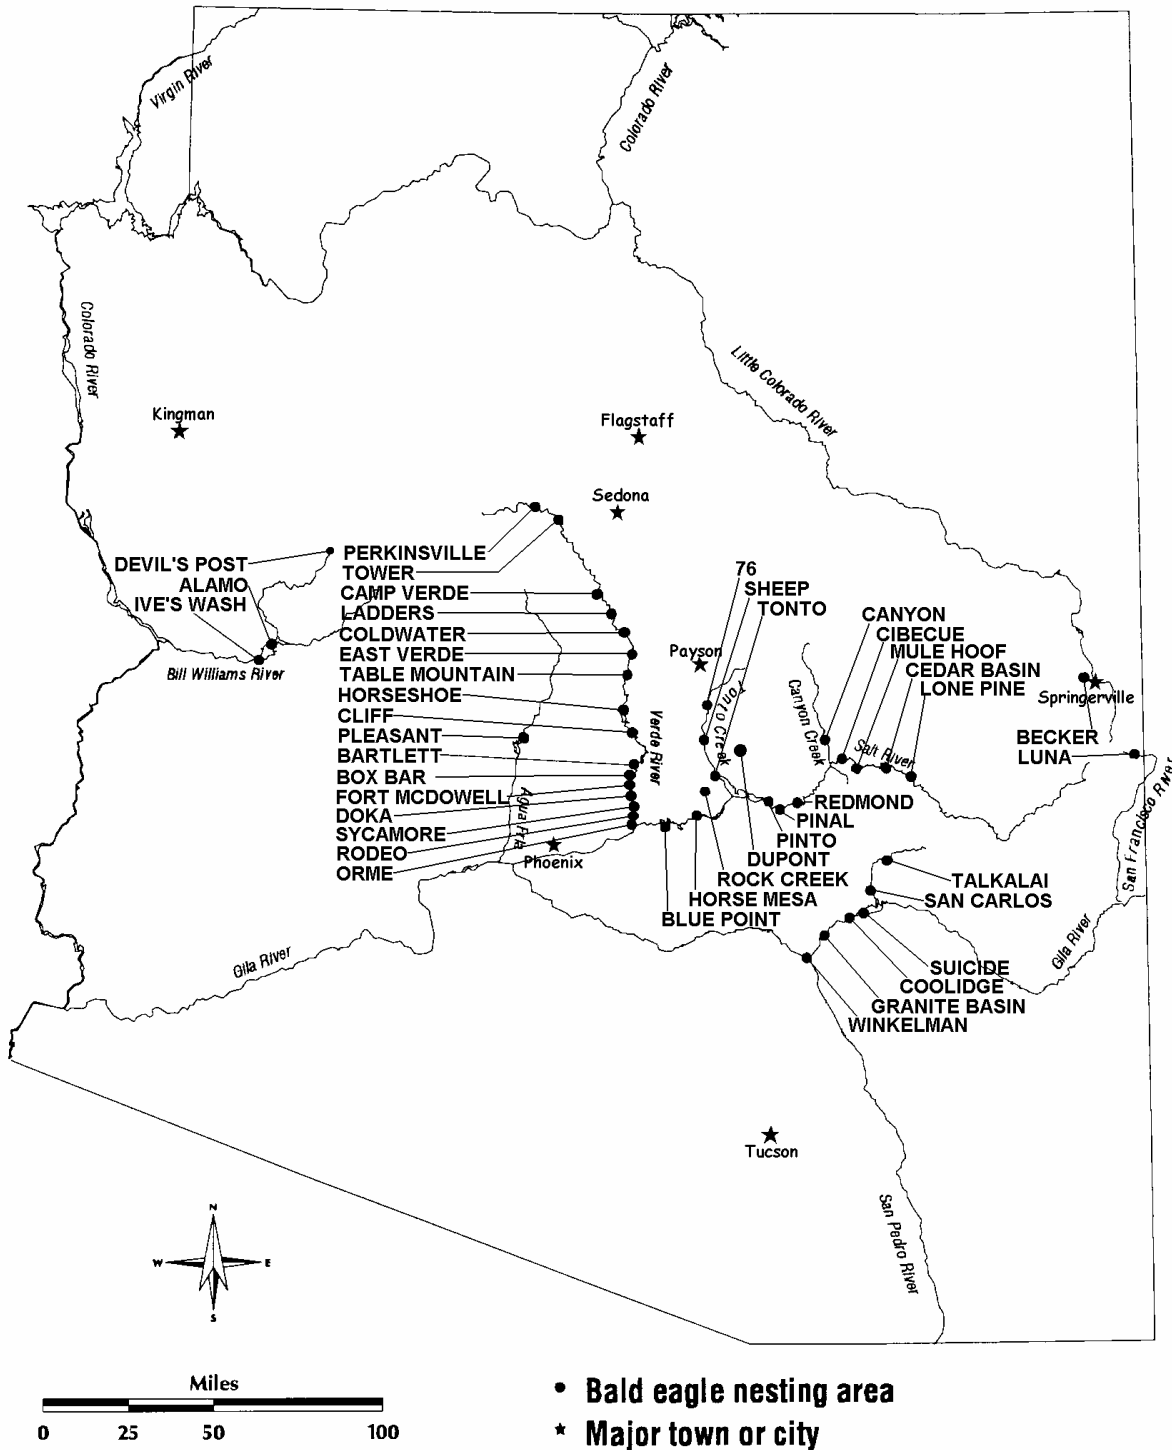 Virgin River
Colorado River
Colorado River
Little Colorado River
Kingman
Flagstaff
Sedona
DEVIL'S POST
ALAMO
IVE'S WASH
Bill Williams River
PERKINSVILLE
TOWER
CAMP VERDE
LADDERS
COLDWATER
EAST VERDE
TABLE MOUNTAIN
HORSESHOE
CLIFF
PLEASANT
BARTLETT
BOX BAR
FORT MCDOWELL
DOKA
SYCAMORE
RODEO
ORME
Verde River
Agua Fria
Phoenix
76
SHEEP
TONTO
Payson
Tonto Creek
Canyon Creek
CANYON
CIBECUE
MULE HOOF
CEDAR BASIN
LONE PINE
Salt River
Springerville
BECKER
LUNA
San Francisco River
REDMOND
PINAL
PINTO
DUPONT
ROCK CREEK
HORSE MESA
BLUE POINT
TALKALAI
SAN CARLOS
Gila River
Gila River
SUICIDE
COOLIDGE
GRANITE BASIN
WINKELMAN
Tucson
San Pedro River
N
W E
S
Miles
0 25 50 100
Bald eagle nesting area
Major town or city